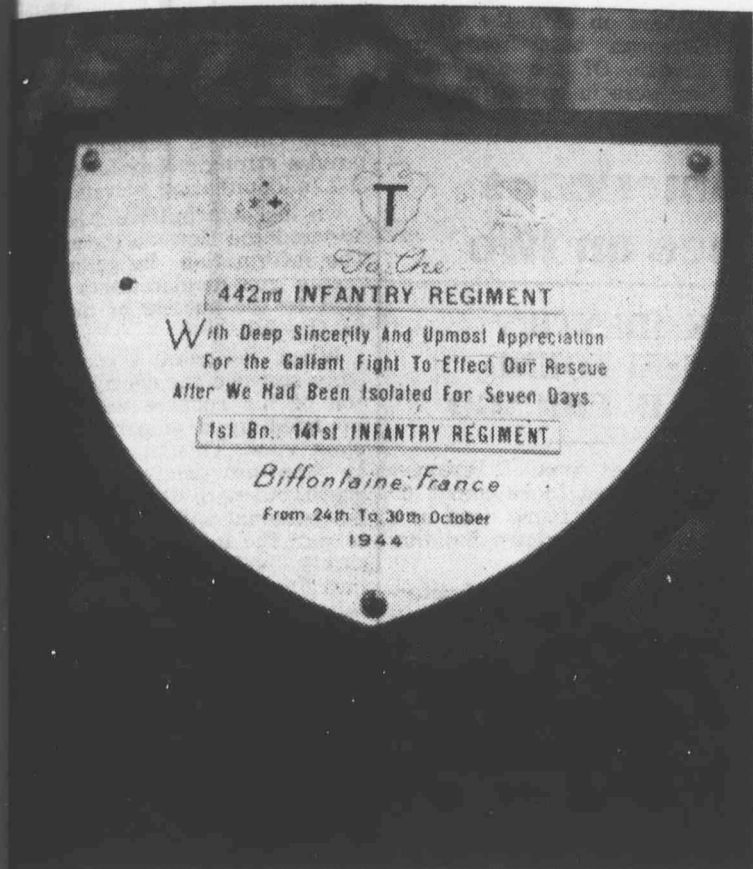 T
To the
442nd INFANTRY REGIMENT
With Deep Sincerity And Upmost Appreciation
For the Gallant Fight To Effect Our Rescue
After We Had Been Isolated For Seven Days.
1st Bn., 141st INFANTRY REGIMENT
Biffontaine, France
From 24th To 30th October
1944